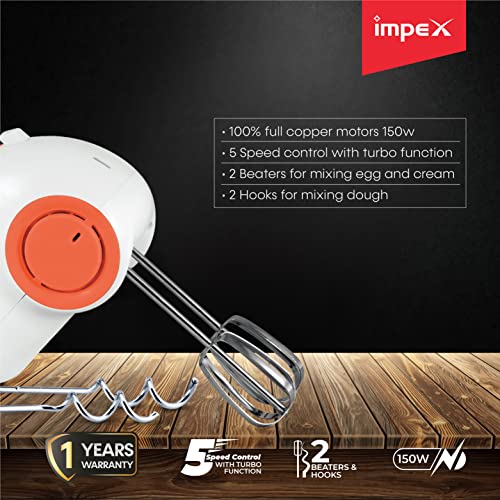 impex
• 100% full copper motors 150w
• 5 Speed control with turbo function
• 2 Beaters for mixing egg and cream
• 2 Hooks for mixing dough
1 YEARS
WARRANTY
5
Speed Control
WITH TURBO
FUNCTION
2
BEATERS &
HOOKS
150W